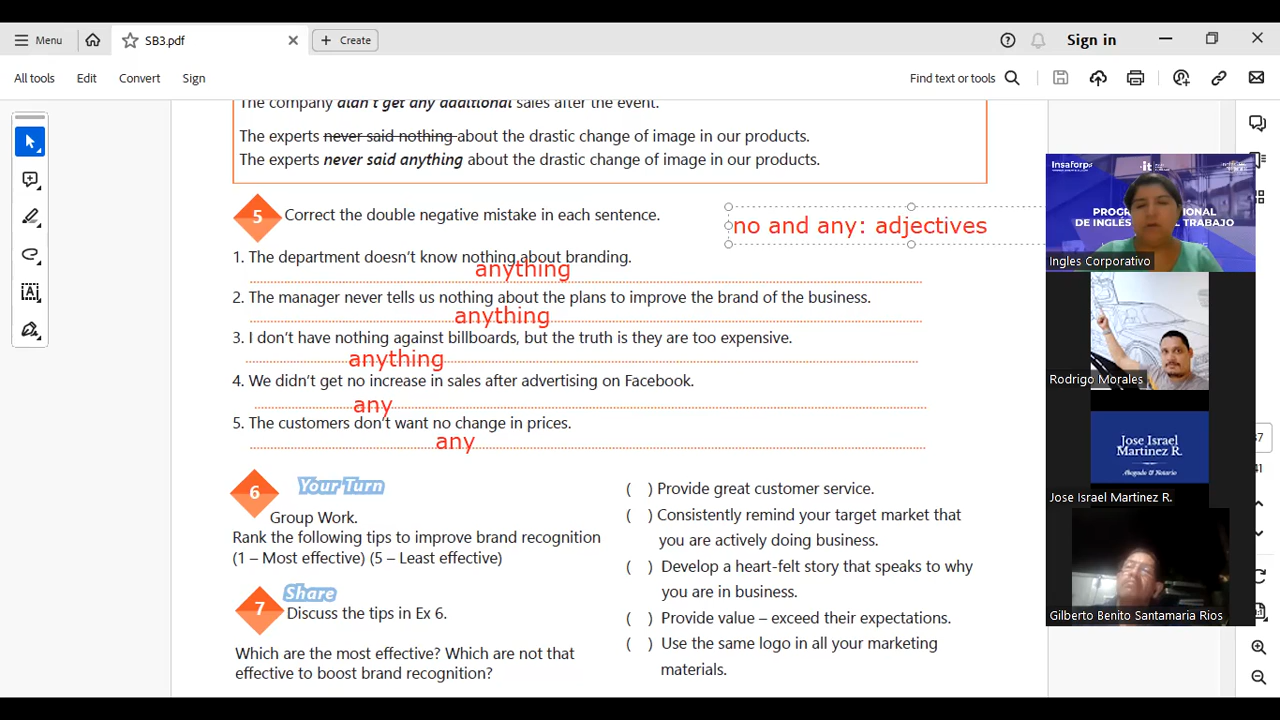 Menu
SB3.pdf
Create
Sign in
All tools
Edit
Convert
Sign
Find text or tools
The company didn't get any additional sales after the event.
The experts never said nothing about the drastic change of image in our products.
The experts never said anything about the drastic change of image in our products.
5 Correct the double negative mistake in each sentence.
no and any: adjectives
1. The department doesn't know nothing about branding.
anything
2. The manager never tells us nothing about the plans to improve the brand of the business.
anything
3. I don't have nothing against billboards, but the truth is they are too expensive.
anything
4. We didn't get no increase in sales after advertising on Facebook.
any
5. The customers don't want no change in prices.
any
6 Your Turn
Group Work.
Rank the following tips to improve brand recognition
(1 – Most effective) (5 – Least effective)
7 Share
Discuss the tips in Ex 6.
Which are the most effective? Which are not that
effective to boost brand recognition?
( ) Provide great customer service.
( ) Consistently remind your target market that
you are actively doing business.
( ) Develop a heart-felt story that speaks to why
you are in business.
( ) Provide value – exceed their expectations.
( ) Use the same logo in all your marketing
materials.
Insaforp
Ingles Corporativo
Rodrigo Morales
Jose Israel
Martinez R.
Abogado & Notario
Jose Israel Martinez R.
Gilberto Benito Santamaria Rios